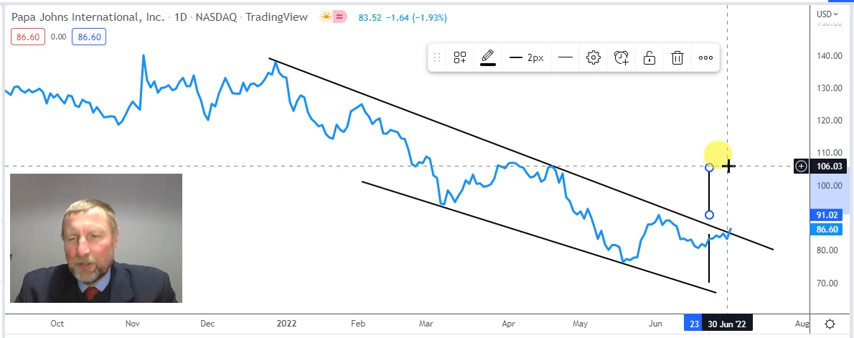 Papa Johns International, Inc. · 1D · NASDAQ · TradingView
83.52 −1.64 (−1.93%)
USD
86.60 0.00 86.60
2px
140.00
130.00
120.00
110.00
106.03
100.00
91.02
86.60
80.00
70.00
Oct Nov Dec 2022 Feb Mar Apr May Jun 23 30 Jun '22 Aug